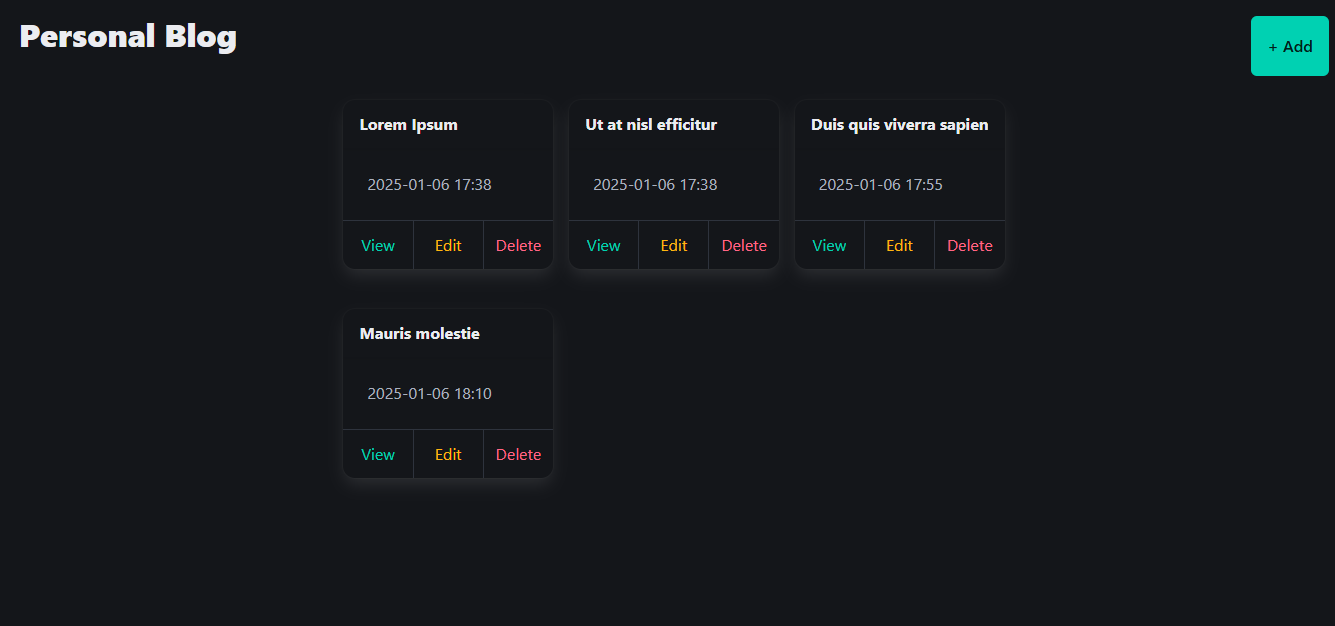 Personal Blog
+ Add
Lorem Ipsum
2025-01-06 17:38
View Edit Delete
Ut at nisl efficitur
2025-01-06 17:38
View Edit Delete
Duis quis viverra sapien
2025-01-06 17:55
View Edit Delete
Mauris molestie
2025-01-06 18:10
View Edit Delete